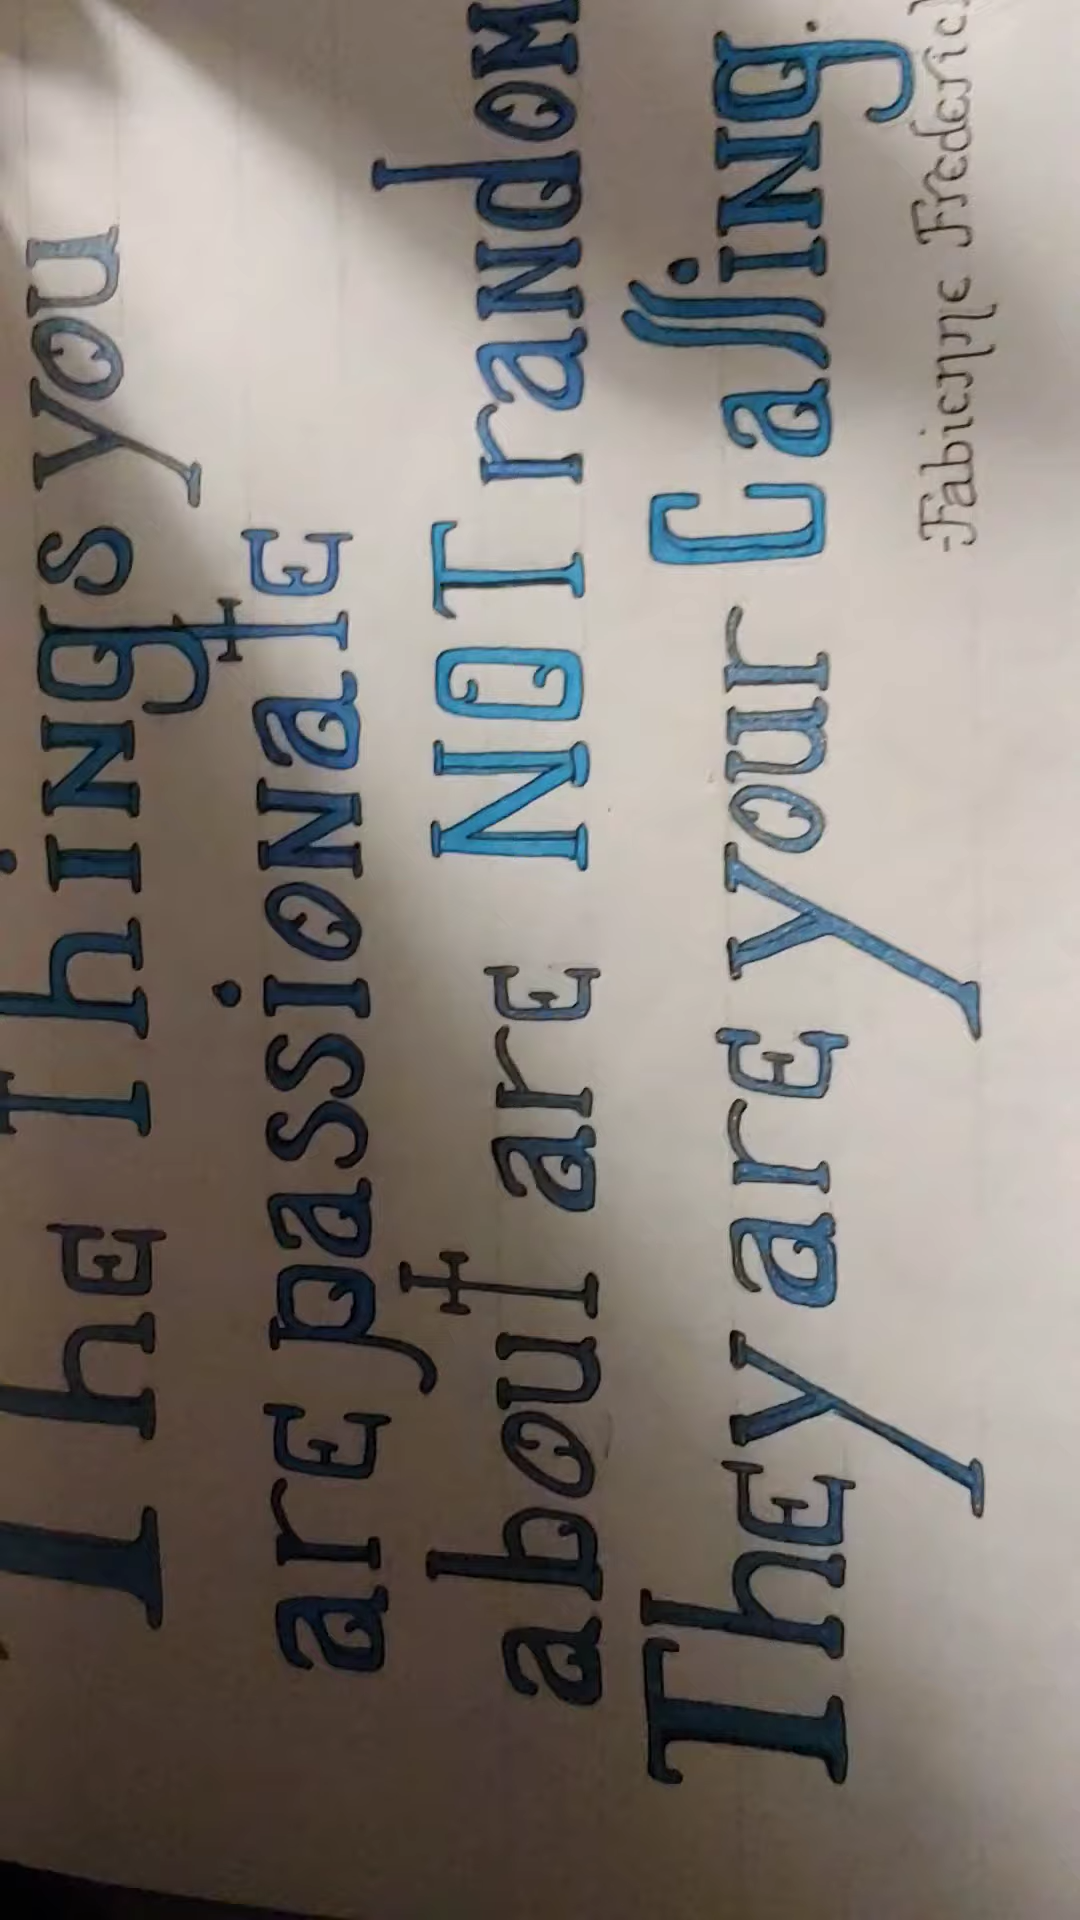 The Things you
are passionate
about are NOT random
They are your Calling.
-Fabienne Frederick